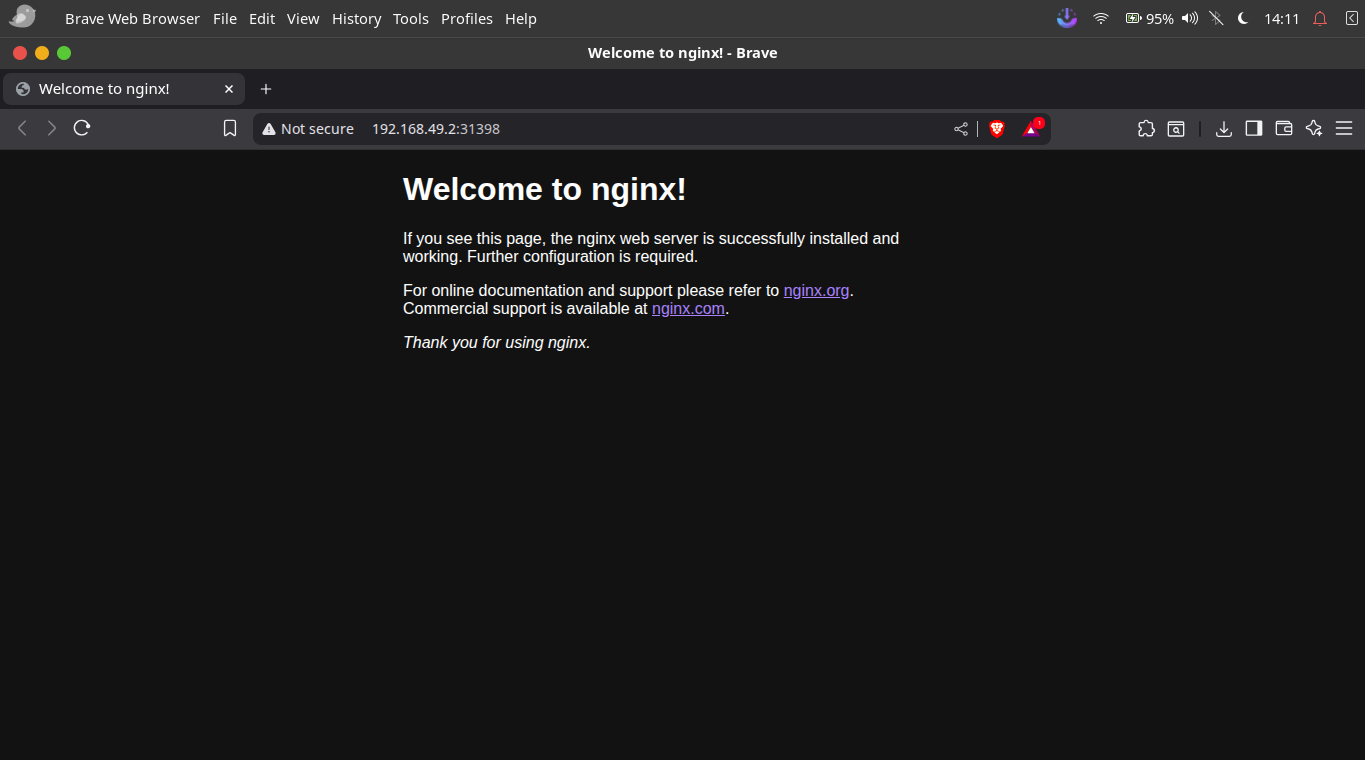 Brave Web Browser File Edit View History Tools Profiles Help 95% 14:11
Welcome to nginx! - Brave
Welcome to nginx!
Not secure 192.168.49.2:31398 1
Welcome to nginx!
If you see this page, the nginx web server is successfully installed and
working. Further configuration is required.
For online documentation and support please refer to nginx.org.
Commercial support is available at nginx.com.
Thank you for using nginx.